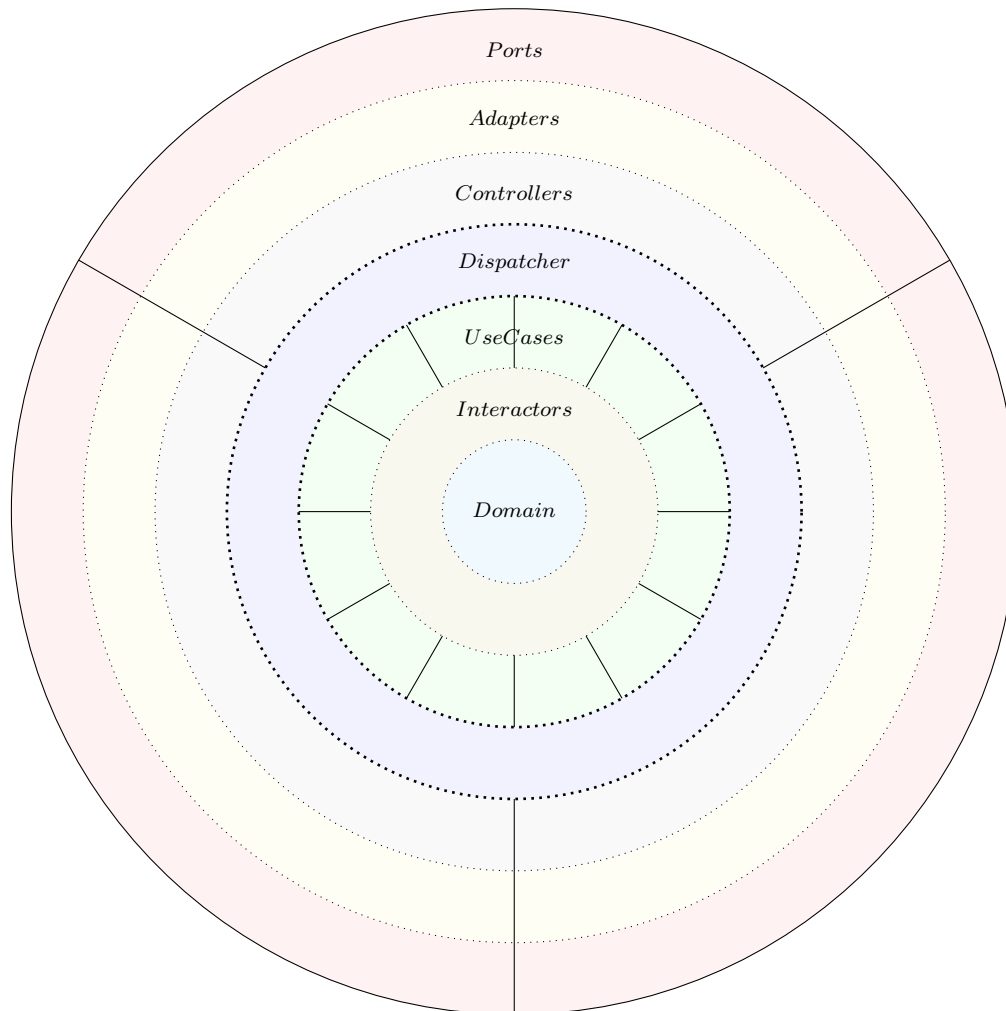 Ports
Adapters
Controllers
Dispatcher
UseCases
Interactors
Domain